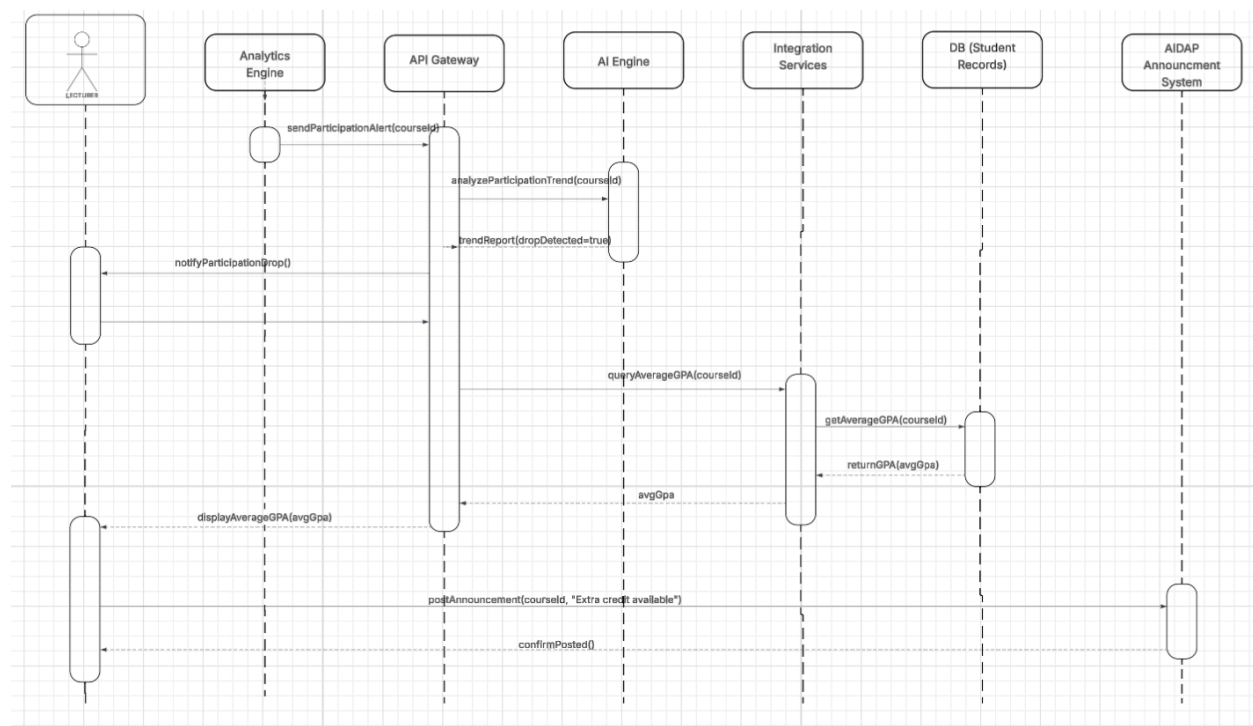 LECTURER
Analytics
Engine
API Gateway
AI Engine
Integration
Services
DB (Student
Records)
AIDAP
Announcment
System
sendParticipationAlert(courseId)
analyzeParticipationTrend(courseId)
trendReport(dropDetected=true)
notifyParticipationDrop()
queryAverageGPA(courseId)
getAverageGPA(courseId)
returnGPA(avgGpa)
avgGpa
displayAverageGPA(avgGpa)
postAnnouncement(courseId, "Extra credit available")
confirmPosted()